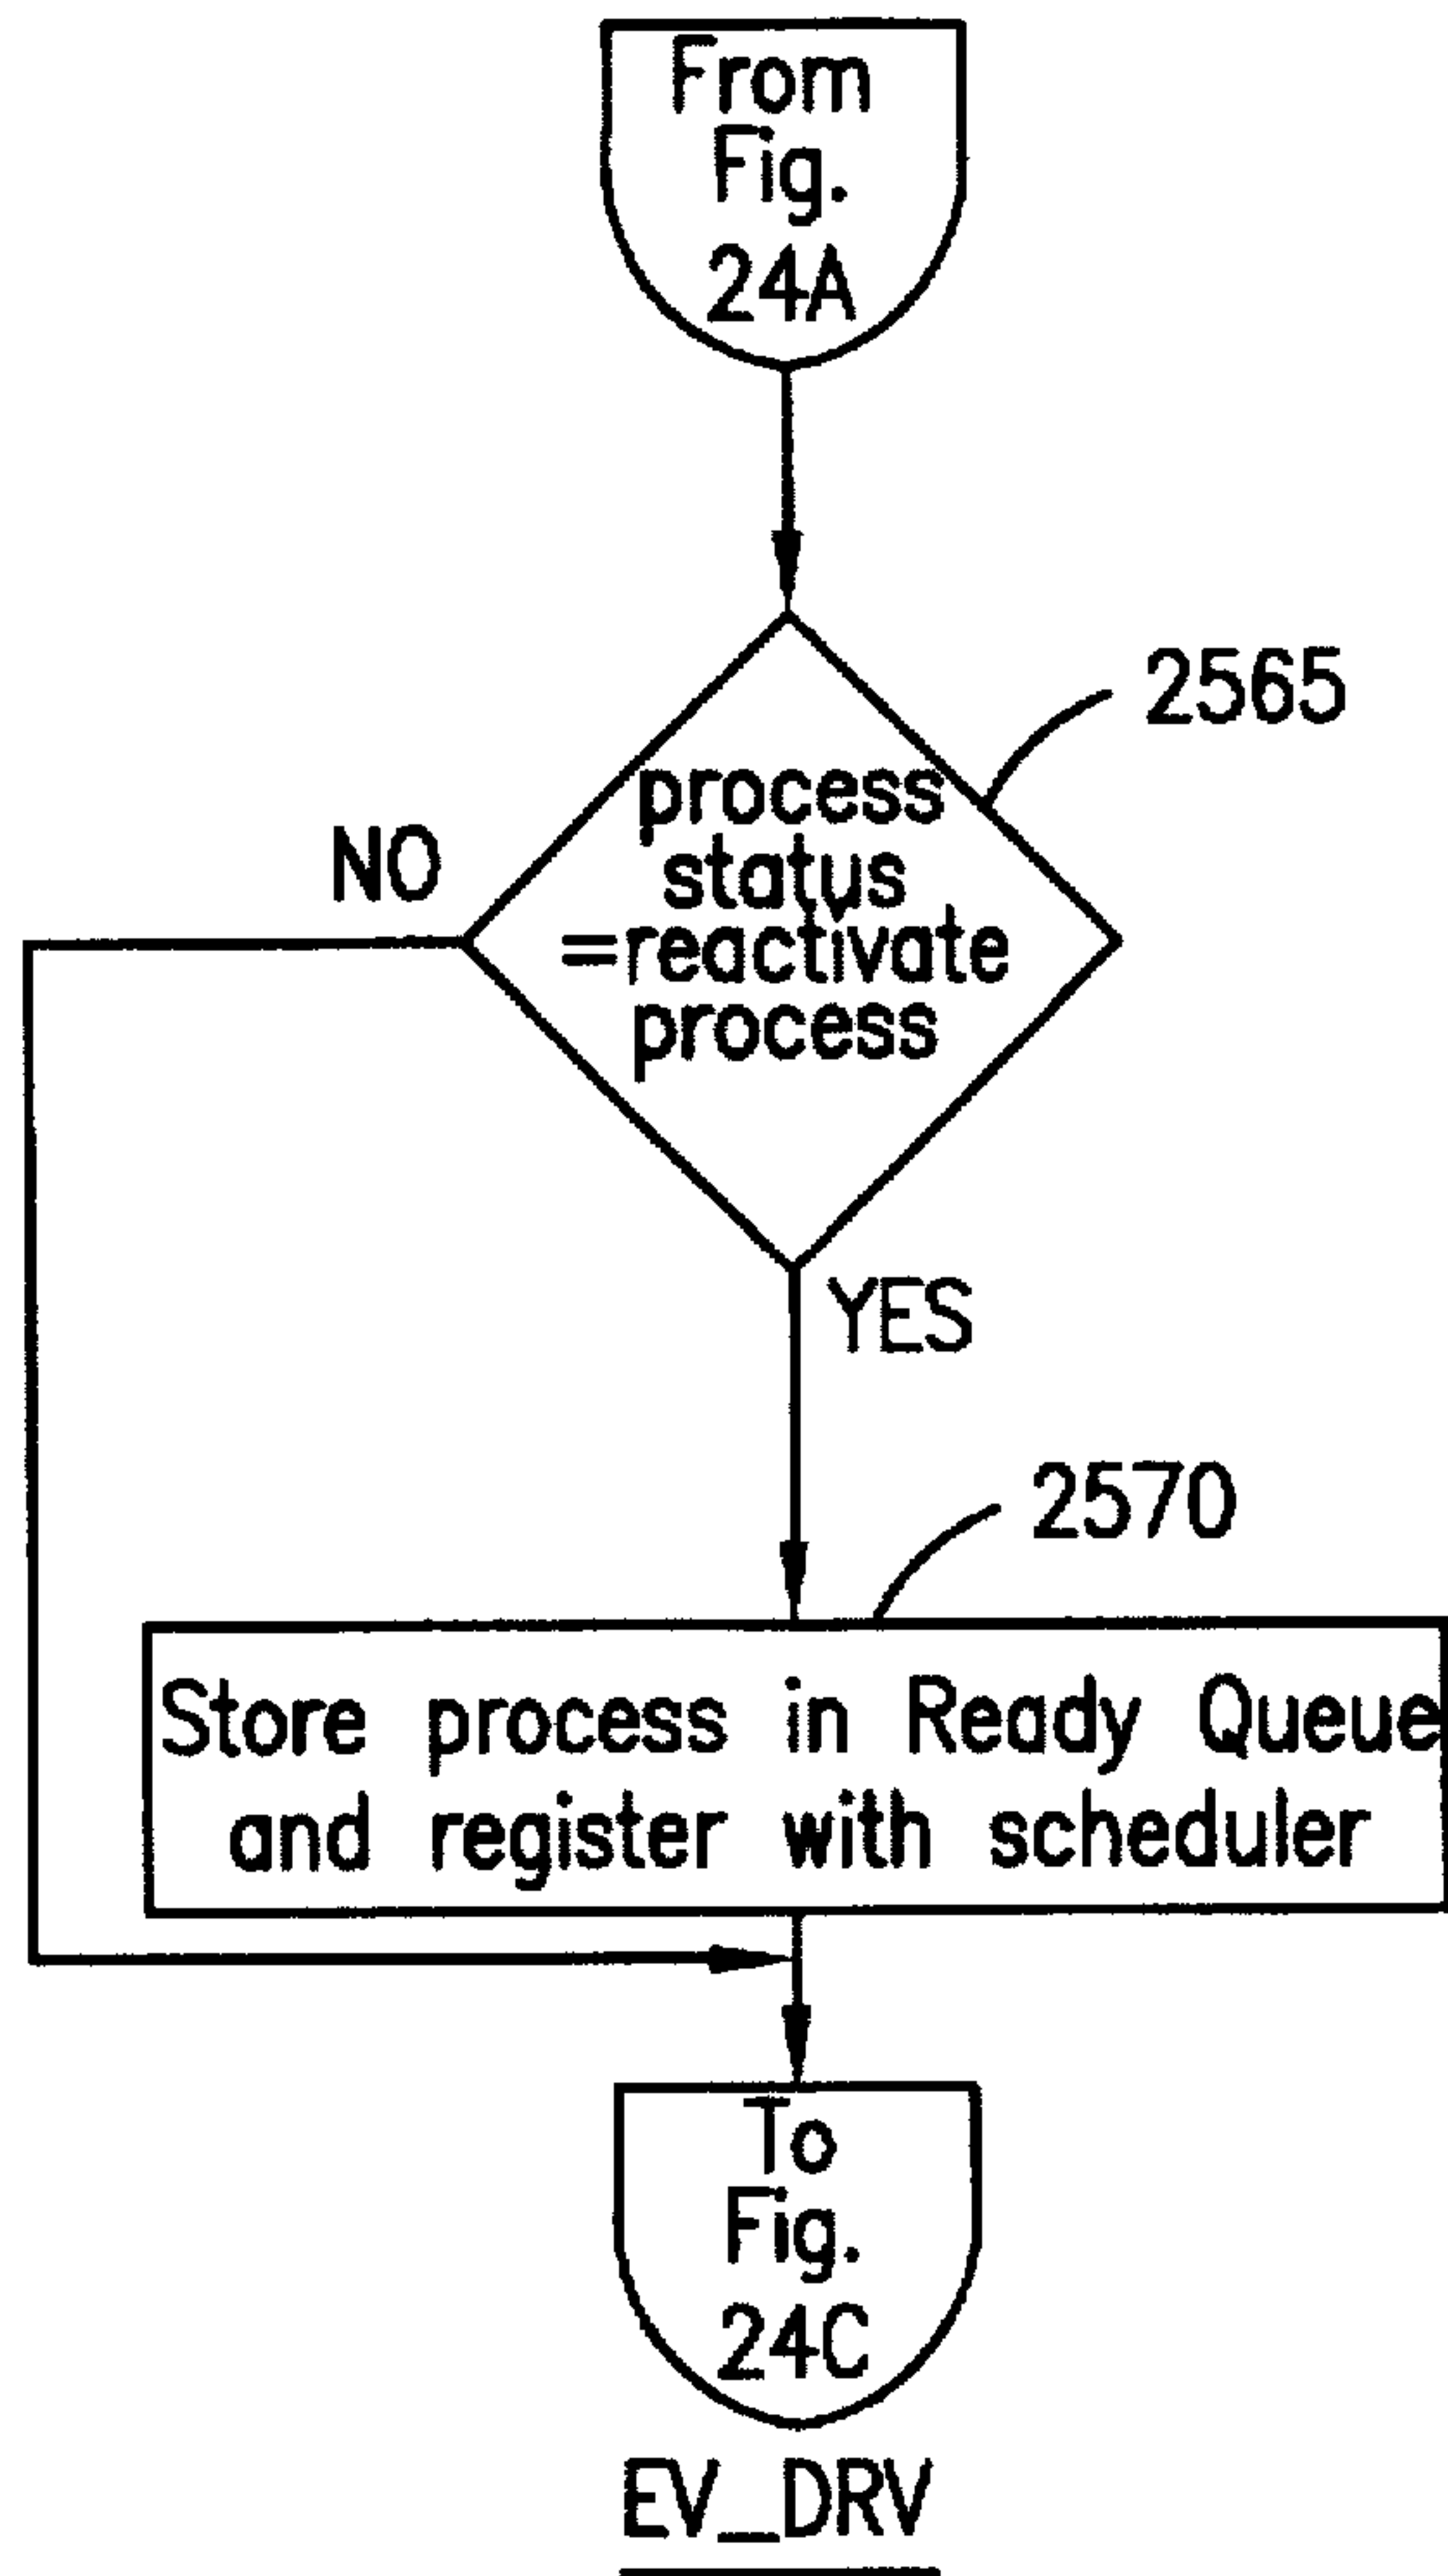 From
Fig.
24A
2565
process
status
=reactivate
process
NO
YES
2570
Store process in Ready Queue
and register with scheduler
To
Fig.
24C
EV_DRV